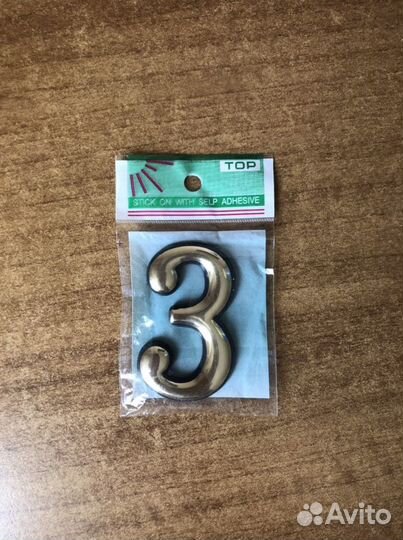 TOP
STICK ON WITH SELP ADHESIVE
3
Avito